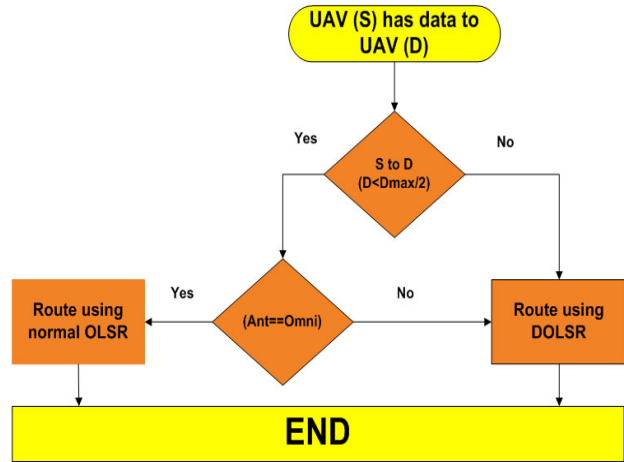 UAV (S) has data to
UAV (D)
Yes
No
S to D
(D<Dmax/2)
Route using
normal OLSR
Yes
(Ant==Omni)
No
Route using
DOLSR
END